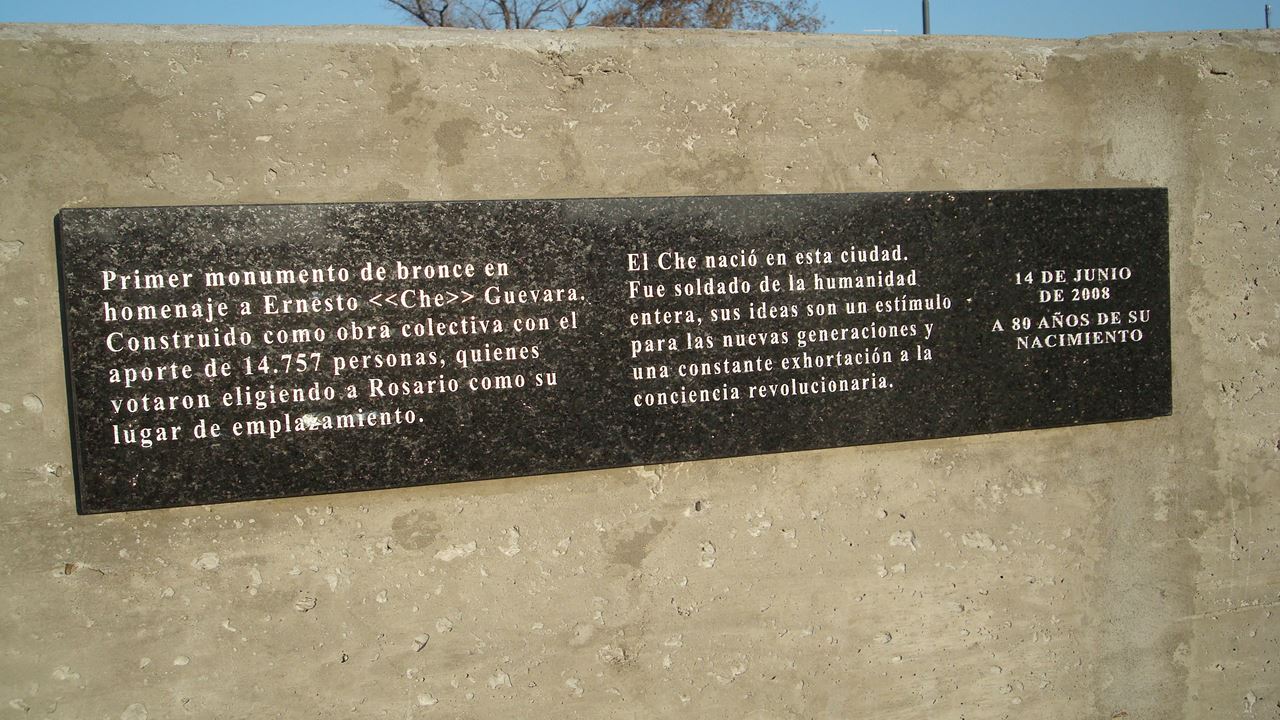 Primer monumento de bronce en
homenaje a Ernesto <<Che>> Guevara.
Construido como obra colectiva con el
aporte de 14.757 personas, quienes
votaron eligiendo a Rosario como su
lugar de emplazamiento.
El Che nació en esta ciudad.
Fue soldado de la humanidad
entera, sus ideas son un estímulo
para las nuevas generaciones y
una constante exhortación a la
conciencia revolucionaria.
14 DE JUNIO
DE 2008
A 80 AÑOS DE SU
NACIMIENTO